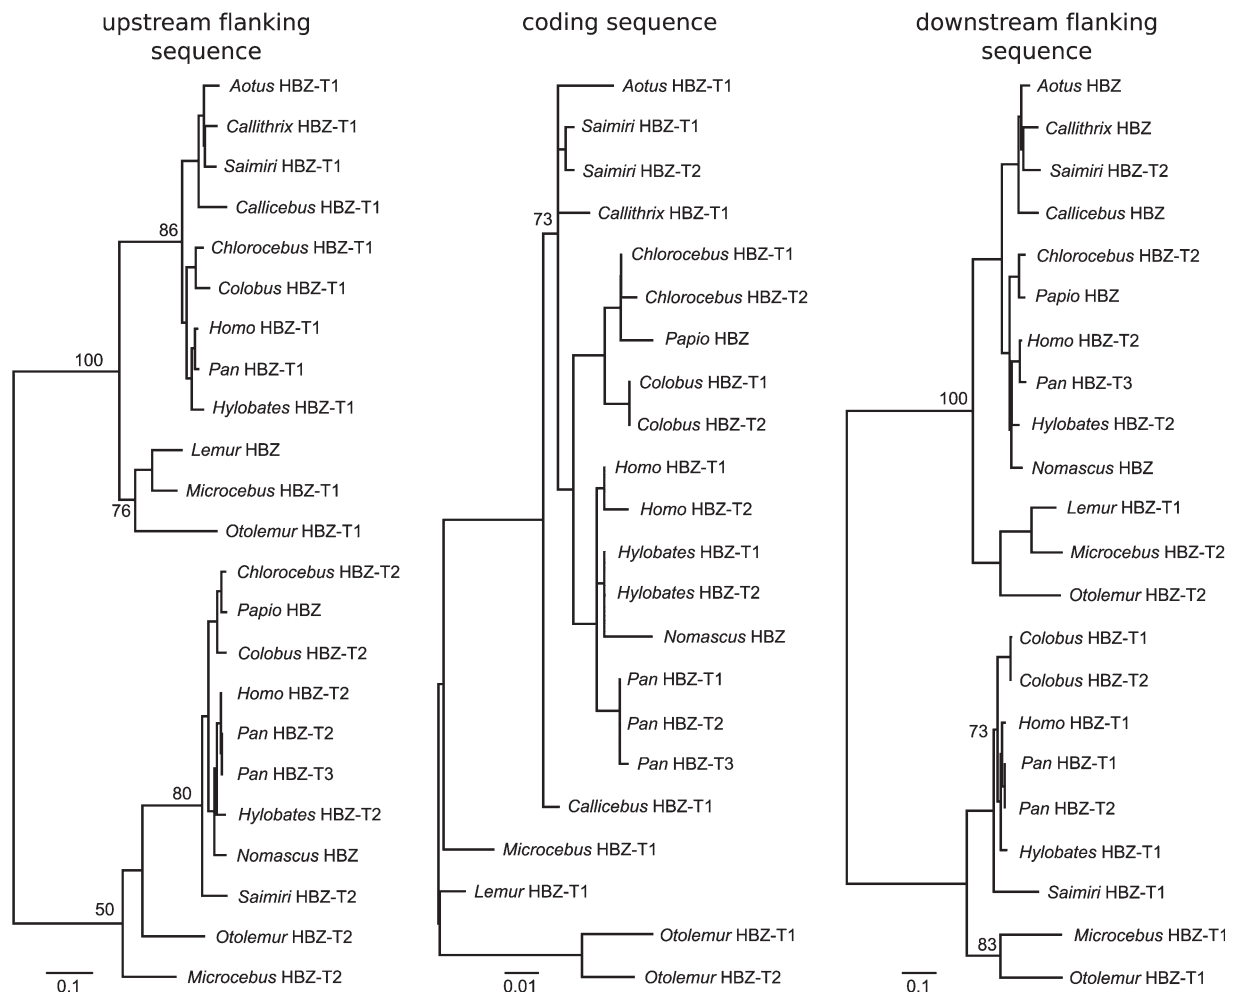 upstream flanking
sequence
Aotus HBZ-T1
Callithrix HBZ-T1
Saimiri HBZ-T1
Callicebus HBZ-T1
86
Chlorocebus HBZ-T1
Colobus HBZ-T1
Homo HBZ-T1
100
Pan HBZ-T1
Hylobates HBZ-T1
Lemur HBZ
Microcebus HBZ-T1
76
Otolemur HBZ-T1
Chlorocebus HBZ-T2
Papio HBZ
Colobus HBZ-T2
Homo HBZ-T2
Pan HBZ-T2
Pan HBZ-T3
80
Hylobates HBZ-T2
Nomascus HBZ
Saimiri HBZ-T2
50
Otolemur HBZ-T2
Microcebus HBZ-T2
0.1
coding sequence
Aotus HBZ-T1
Saimiri HBZ-T1
Saimiri HBZ-T2
Callithrix HBZ-T1
73
Chlorocebus HBZ-T1
Chlorocebus HBZ-T2
Papio HBZ
Colobus HBZ-T1
Colobus HBZ-T2
Homo HBZ-T1
Homo HBZ-T2
Hylobates HBZ-T1
Hylobates HBZ-T2
Nomascus HBZ
Pan HBZ-T1
Pan HBZ-T2
Pan HBZ-T3
Callicebus HBZ-T1
Microcebus HBZ-T1
Lemur HBZ-T1
Otolemur HBZ-T1
Otolemur HBZ-T2
0.01
downstream flanking
sequence
Aotus HBZ
Callithrix HBZ
Saimiri HBZ-T2
Callicebus HBZ
Chlorocebus HBZ-T2
Papio HBZ
Homo HBZ-T2
Pan HBZ-T3
100
Hylobates HBZ-T2
Nomascus HBZ
Lemur HBZ-T1
Microcebus HBZ-T2
Otolemur HBZ-T2
Colobus HBZ-T1
Colobus HBZ-T2
Homo HBZ-T1
73
Pan HBZ-T1
Pan HBZ-T2
Hylobates HBZ-T1
Saimiri HBZ-T1
Microcebus HBZ-T1
83
Otolemur HBZ-T1
0.1